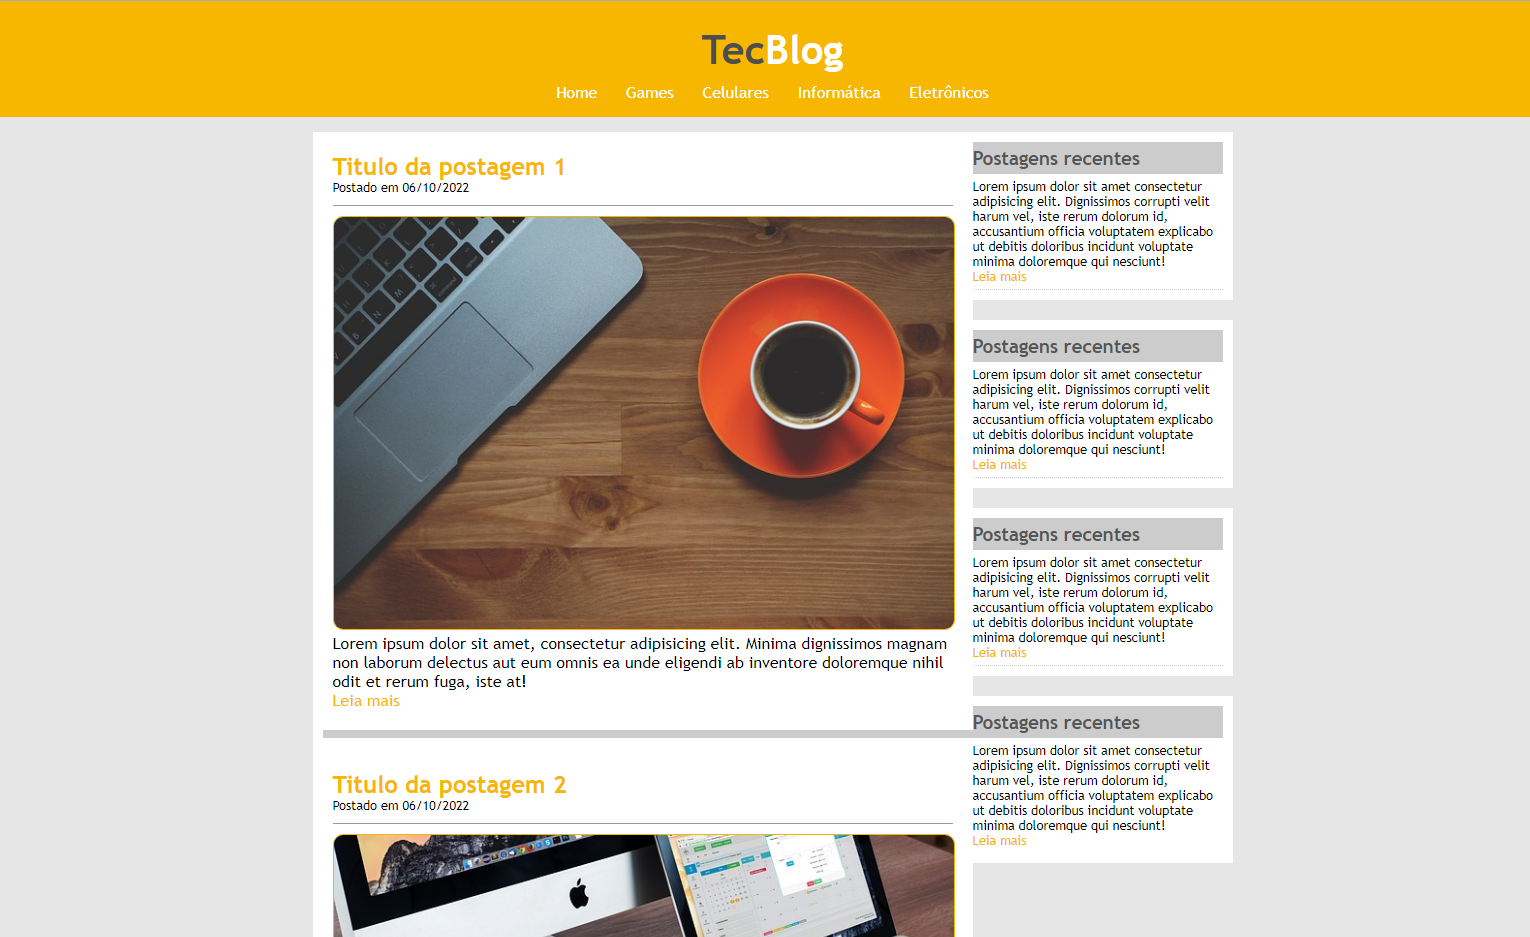 TecBlog
Home Games Celulares Informática Eletrônicos
Titulo da postagem 1
Postado em 06/10/2022
Lorem ipsum dolor sit amet, consectetur adipisicing elit. Minima dignissimos magnam
non laborum delectus aut eum omnis ea unde eligendi ab inventore doloremque nihil
odit et rerum fuga, iste at!
Leia mais
Titulo da postagem 2
Postado em 06/10/2022
Postagens recentes
Lorem ipsum dolor sit amet consectetur
adipisicing elit. Dignissimos corrupti velit
harum vel, iste rerum dolorum id,
accusantium officia voluptatem explicabo
ut debitis doloribus incidunt voluptate
minima doloremque qui nesciunt!
Leia mais
Postagens recentes
Lorem ipsum dolor sit amet consectetur
adipisicing elit. Dignissimos corrupti velit
harum vel, iste rerum dolorum id,
accusantium officia voluptatem explicabo
ut debitis doloribus incidunt voluptate
minima doloremque qui nesciunt!
Leia mais
Postagens recentes
Lorem ipsum dolor sit amet consectetur
adipisicing elit. Dignissimos corrupti velit
harum vel, iste rerum dolorum id,
accusantium officia voluptatem explicabo
ut debitis doloribus incidunt voluptate
minima doloremque qui nesciunt!
Leia mais
Postagens recentes
Lorem ipsum dolor sit amet consectetur
adipisicing elit. Dignissimos corrupti velit
harum vel, iste rerum dolorum id,
accusantium officia voluptatem explicabo
ut debitis doloribus incidunt voluptate
minima doloremque qui nesciunt!
Leia mais